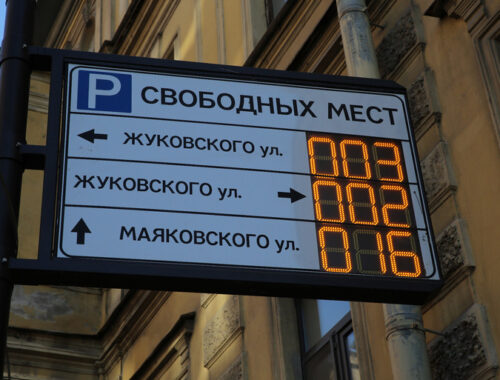 P СВОБОДНЫХ МЕСТ
← ЖУКОВСКОГО ул. 003
ЖУКОВСКОГО ул. → 002
↑ МАЯКОВСКОГО ул. 016